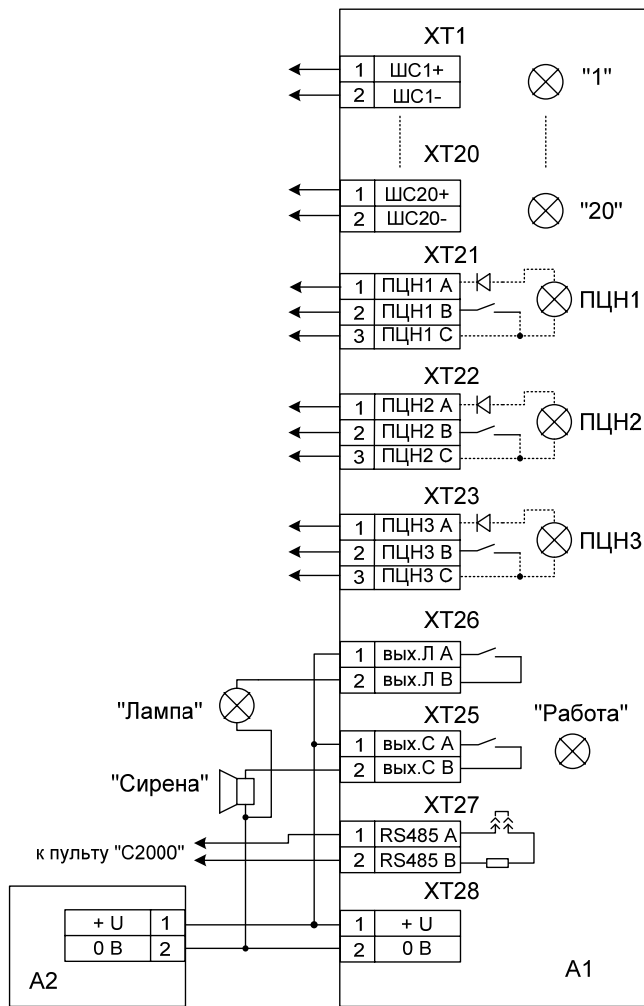 XT1
1 ШС1+ "1"
2 ШС1-
XT20
1 ШС20+
2 ШС20- "20"
XT21
1 ПЦН1 А ПЦН1
2 ПЦН1 В
3 ПЦН1 С
XT22
1 ПЦН2 А ПЦН2
2 ПЦН2 В
3 ПЦН2 С
XT23
1 ПЦН3 А ПЦН3
2 ПЦН3 В
3 ПЦН3 С
XT26
1 вых.Л А
2 вых.Л В
"Лампа" XT25 "Работа"
1 вых.С А
2 вых.С В
"Сирена"
XT27
1 RS485 A
2 RS485 B
к пульту "С2000"
XT28
+ U 1 1 + U
0 В 2 2 0 В
А2 А1